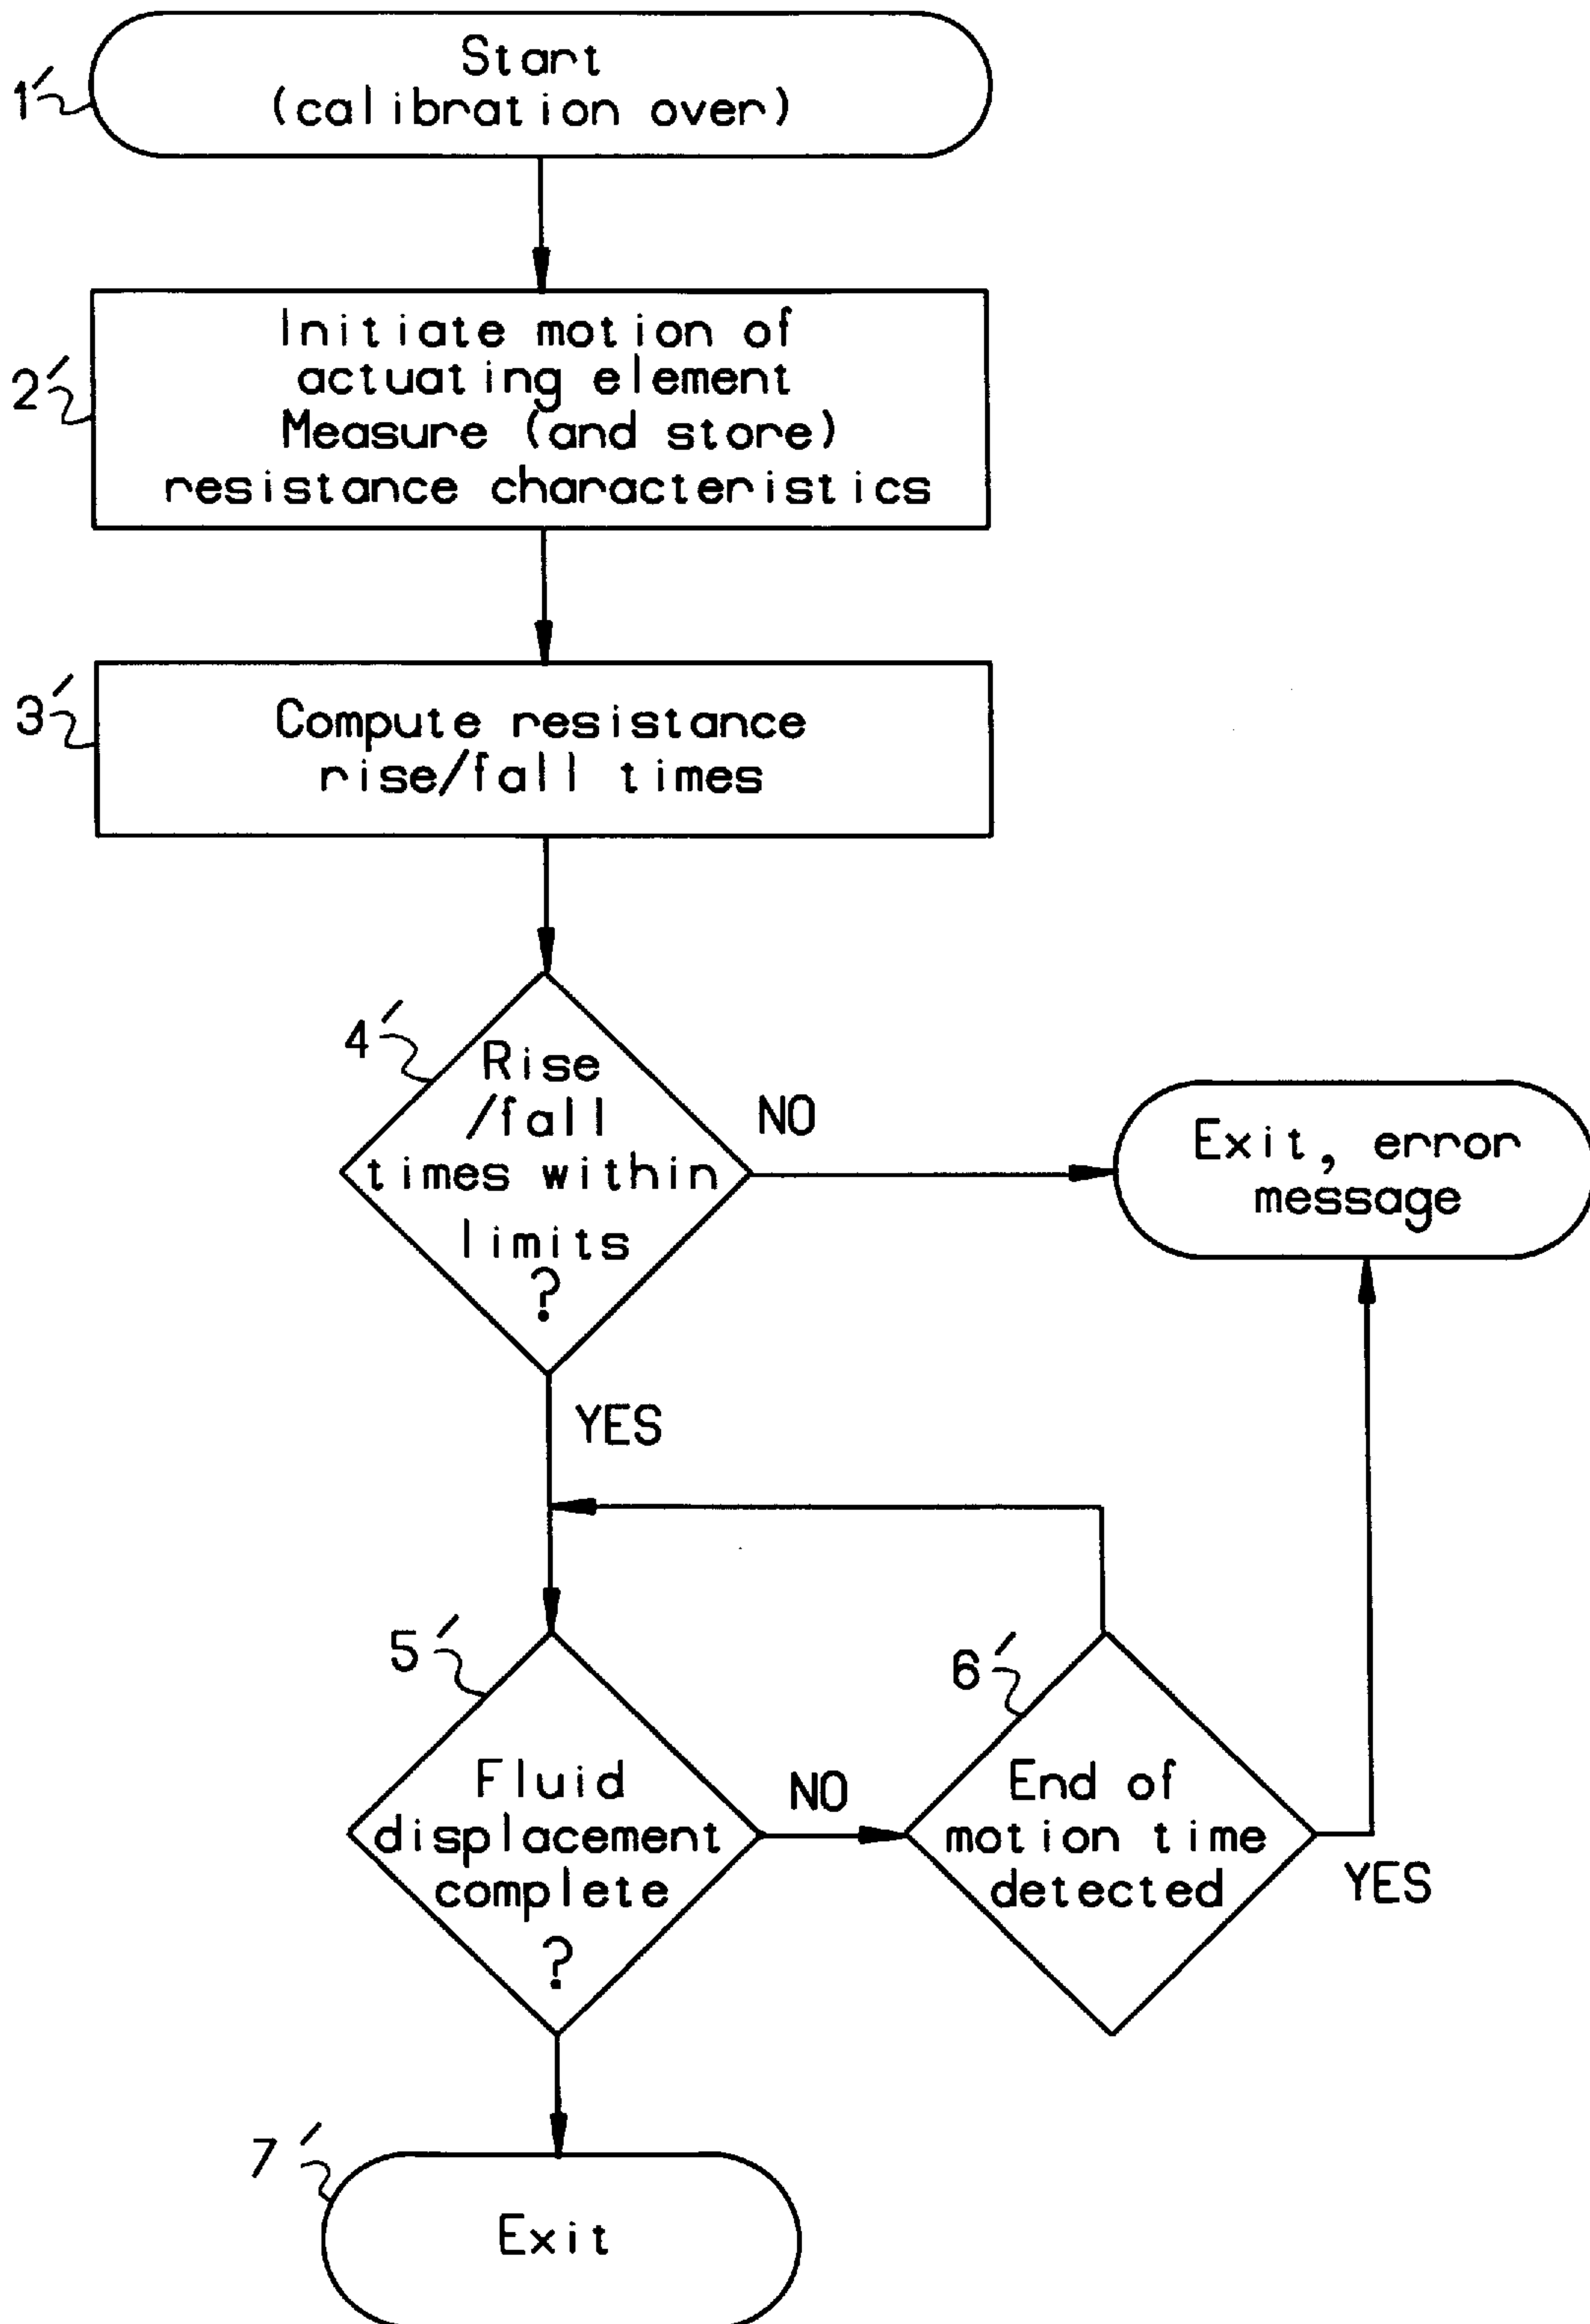 Start
(calibration over)
1′
Initiate motion of
actuating element
Measure (and store)
resistance characteristics
2′
Compute resistance
rise/fall times
3′
4′
Rise
/fall
times within
limits
?
NO
Exit, error
message
YES
5′
Fluid
displacement
complete
?
NO
6′
End of
motion time
detected
YES
7′
Exit